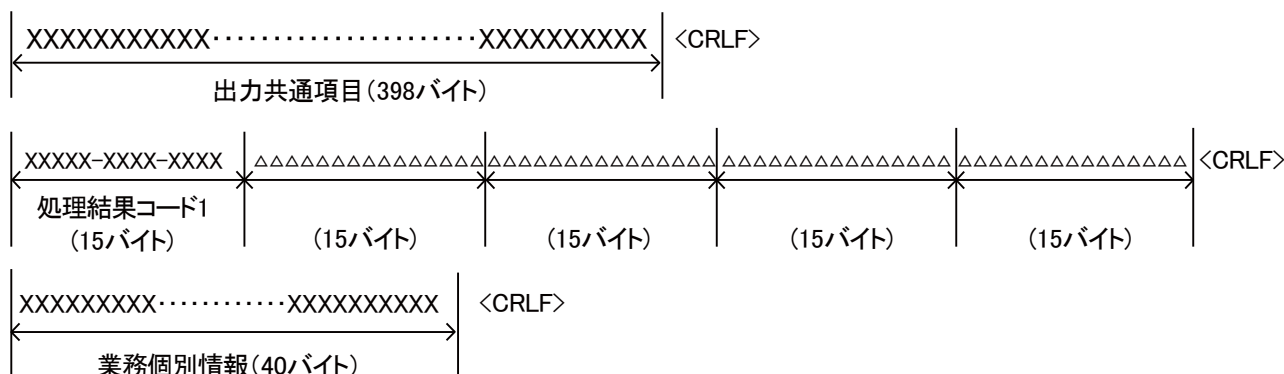 XXXXXXXXXXX······················XXXXXXXXXX <CRLF>
出力共通項目(398バイト)
XXXXX-XXXX-XXXX △△△△△△△△△△△△△△△ △△△△△△△△△△△△△△△ △△△△△△△△△△△△△△△ △△△△△△△△△△△△△△△ <CRLF>
処理結果コード1
(15バイト) (15バイト) (15バイト) (15バイト) (15バイト)
XXXXXXXXX············XXXXXXXXXX <CRLF>
業務個別情報(40バイト)